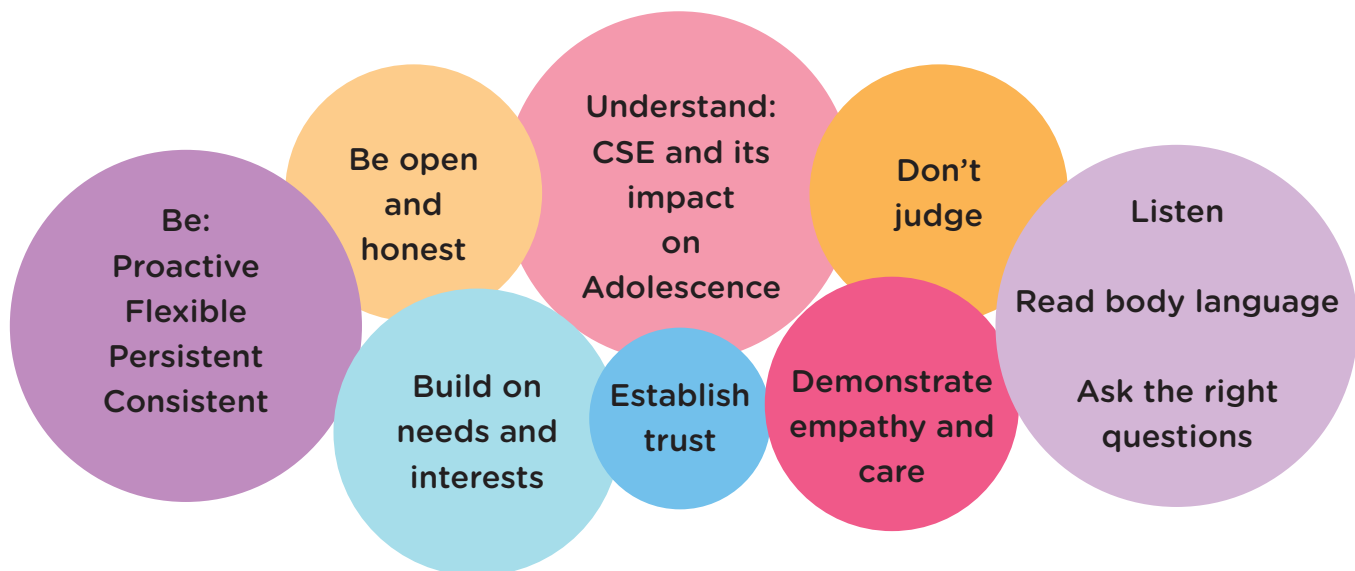 Be:
Proactive
Flexible
Persistent
Consistent
Be open
and
honest
Build on
needs and
interests
Understand:
CSE and its
impact
on
Adolescence
Establish
trust
Don’t
judge
Demonstrate
empathy and
care
Listen
Read body language
Ask the right
questions